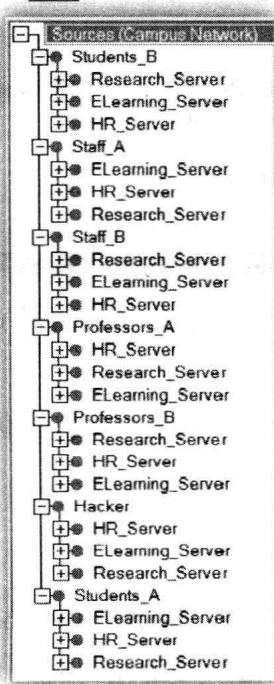 Sources (Campus Network)
Students_B
Research_Server
ELearning_Server
HR_Server
Staff_A
ELearning_Server
HR_Server
Research_Server
Staff_B
Research_Server
ELearning_Server
HR_Server
Professors_A
HR_Server
Research_Server
ELearning_Server
Professors_B
Research_Server
HR_Server
ELearning_Server
Hacker
HR_Server
ELearning_Server
Research_Server
Students_A
ELearning_Server
HR_Server
Research_Server